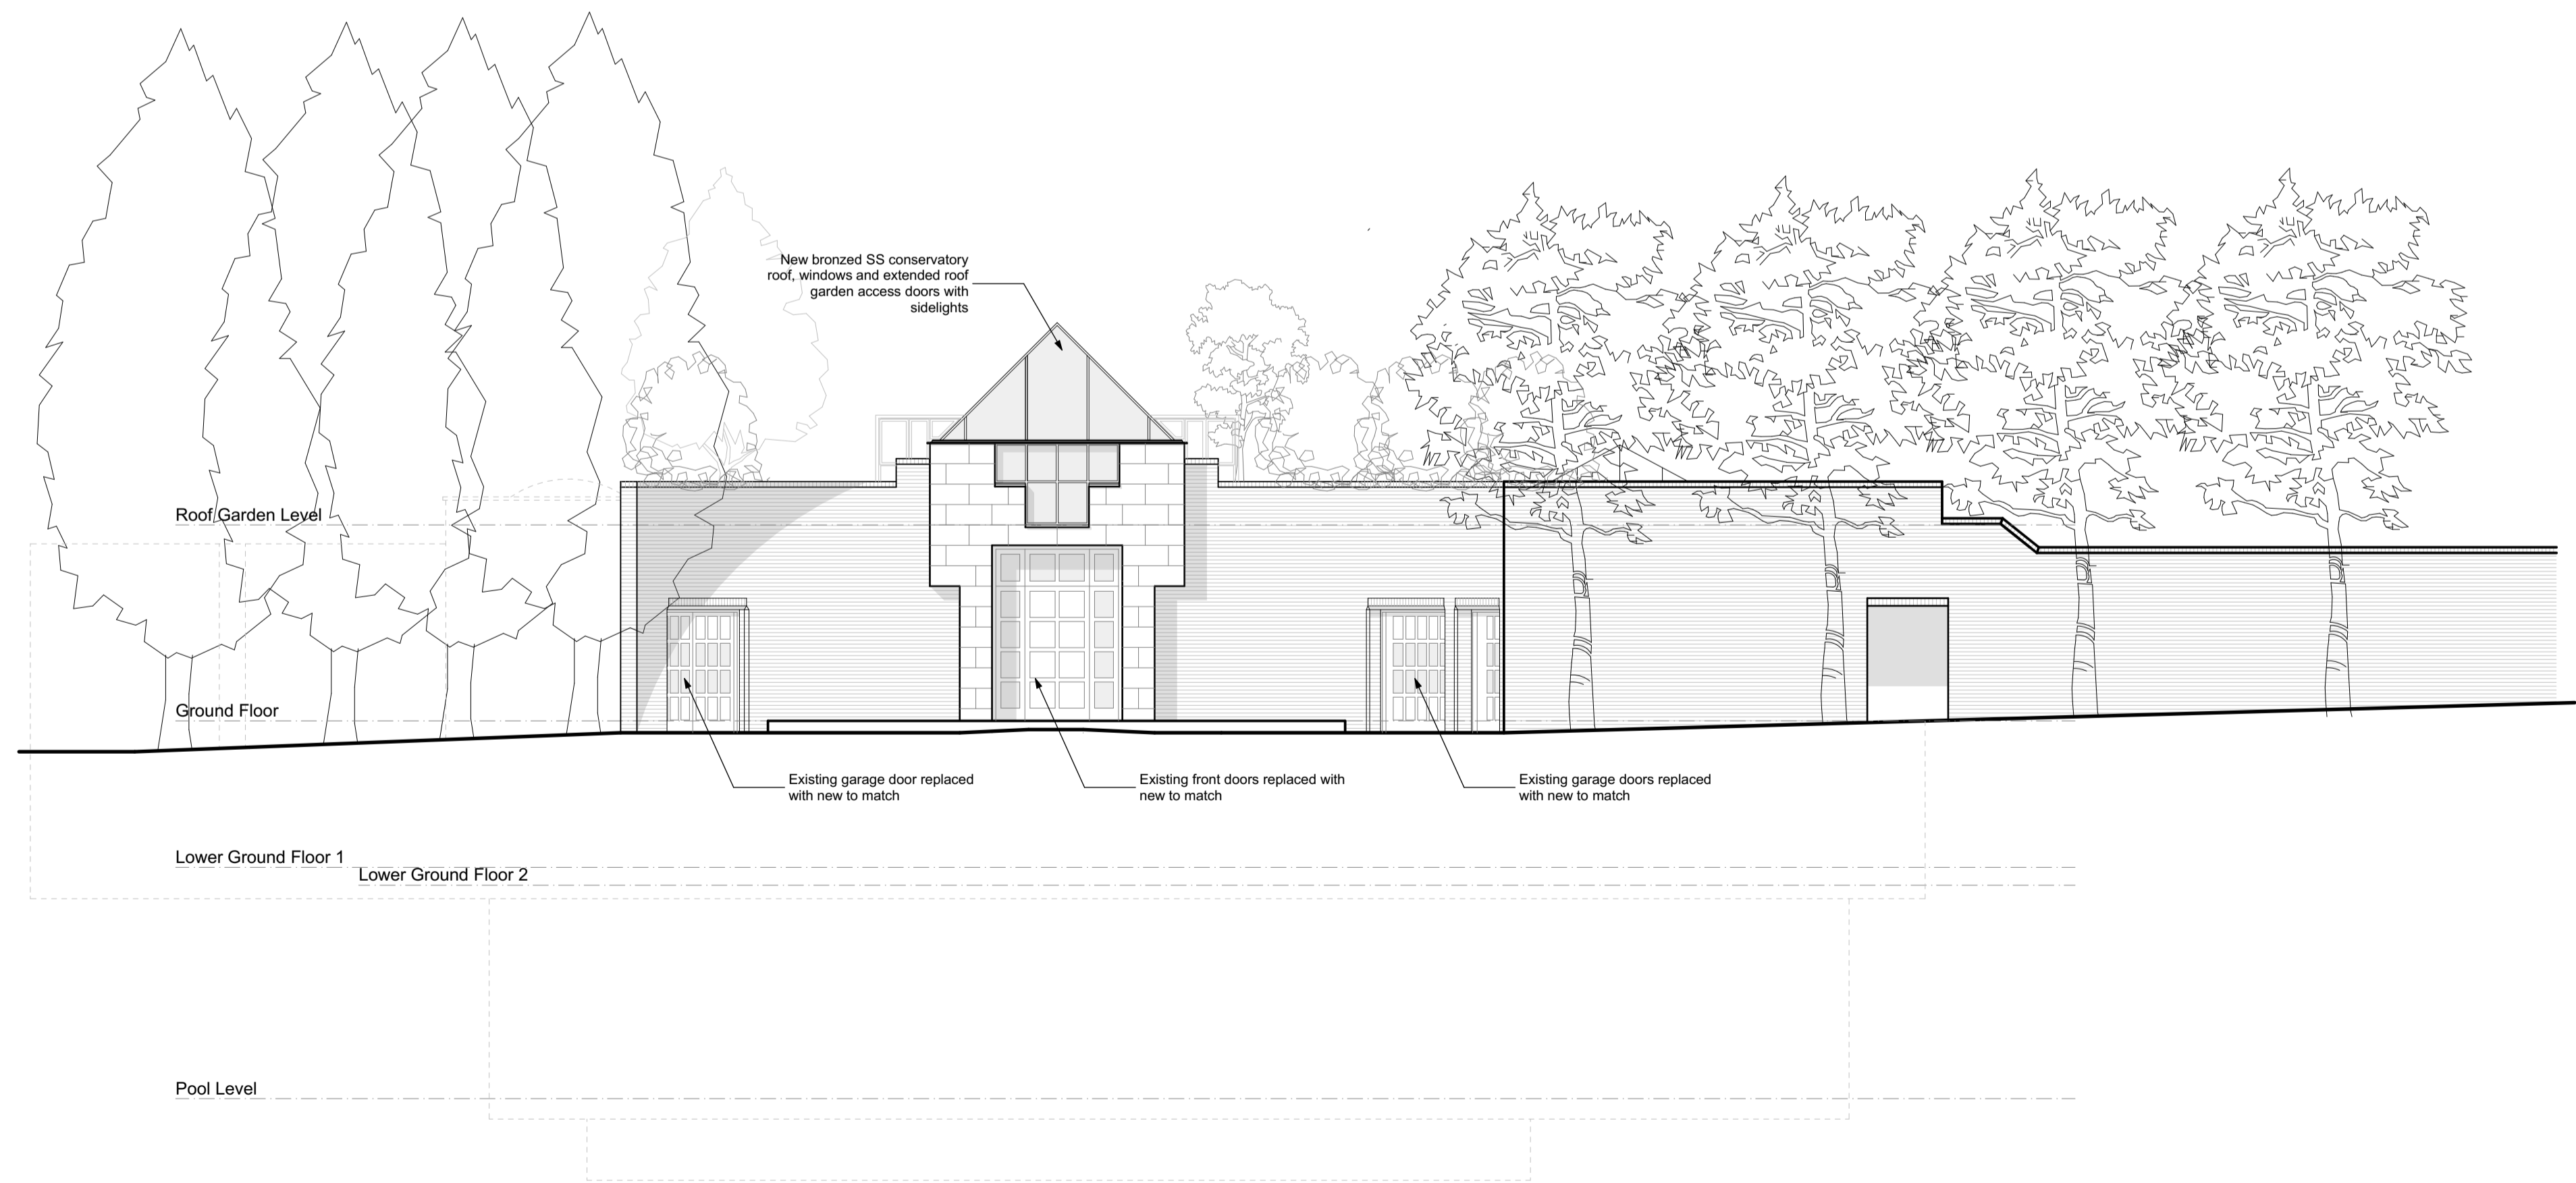 New bronzed SS conservatory
roof, windows and extended roof
garden access doors with
sidelights
Roof Garden Level
Ground Floor
Existing garage door replaced
with new to match
Existing front doors replaced with
new to match
Existing garage doors replaced
with new to match
Lower Ground Floor 1
Lower Ground Floor 2
Pool Level